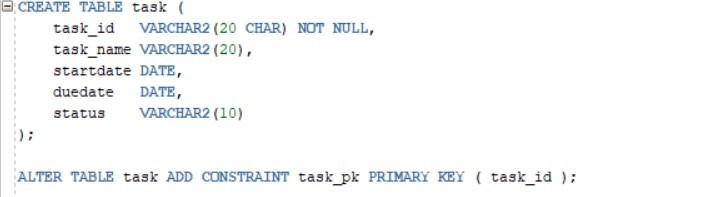 CREATE TABLE task (
    task_id   VARCHAR2(20 CHAR) NOT NULL,
    task_name VARCHAR2(20),
    startdate DATE,
    duedate   DATE,
    status    VARCHAR2(10)
);
ALTER TABLE task ADD CONSTRAINT task_pk PRIMARY KEY ( task_id );